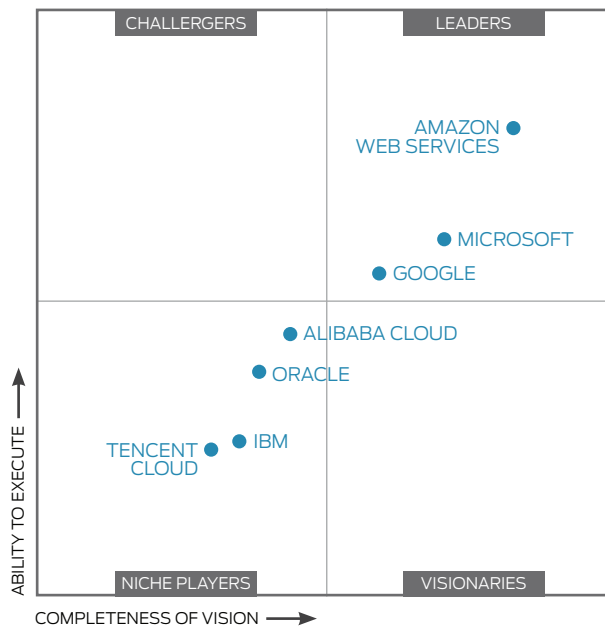 CHALLERGERS
LEADERS
AMAZON
WEB SERVICES
MICROSOFT
GOOGLE
ALIBABA CLOUD
ORACLE
IBM
TENCENT
CLOUD
ABILITY TO EXECUTE
NICHE PLAYERS
VISIONARIES
COMPLETENESS OF VISION